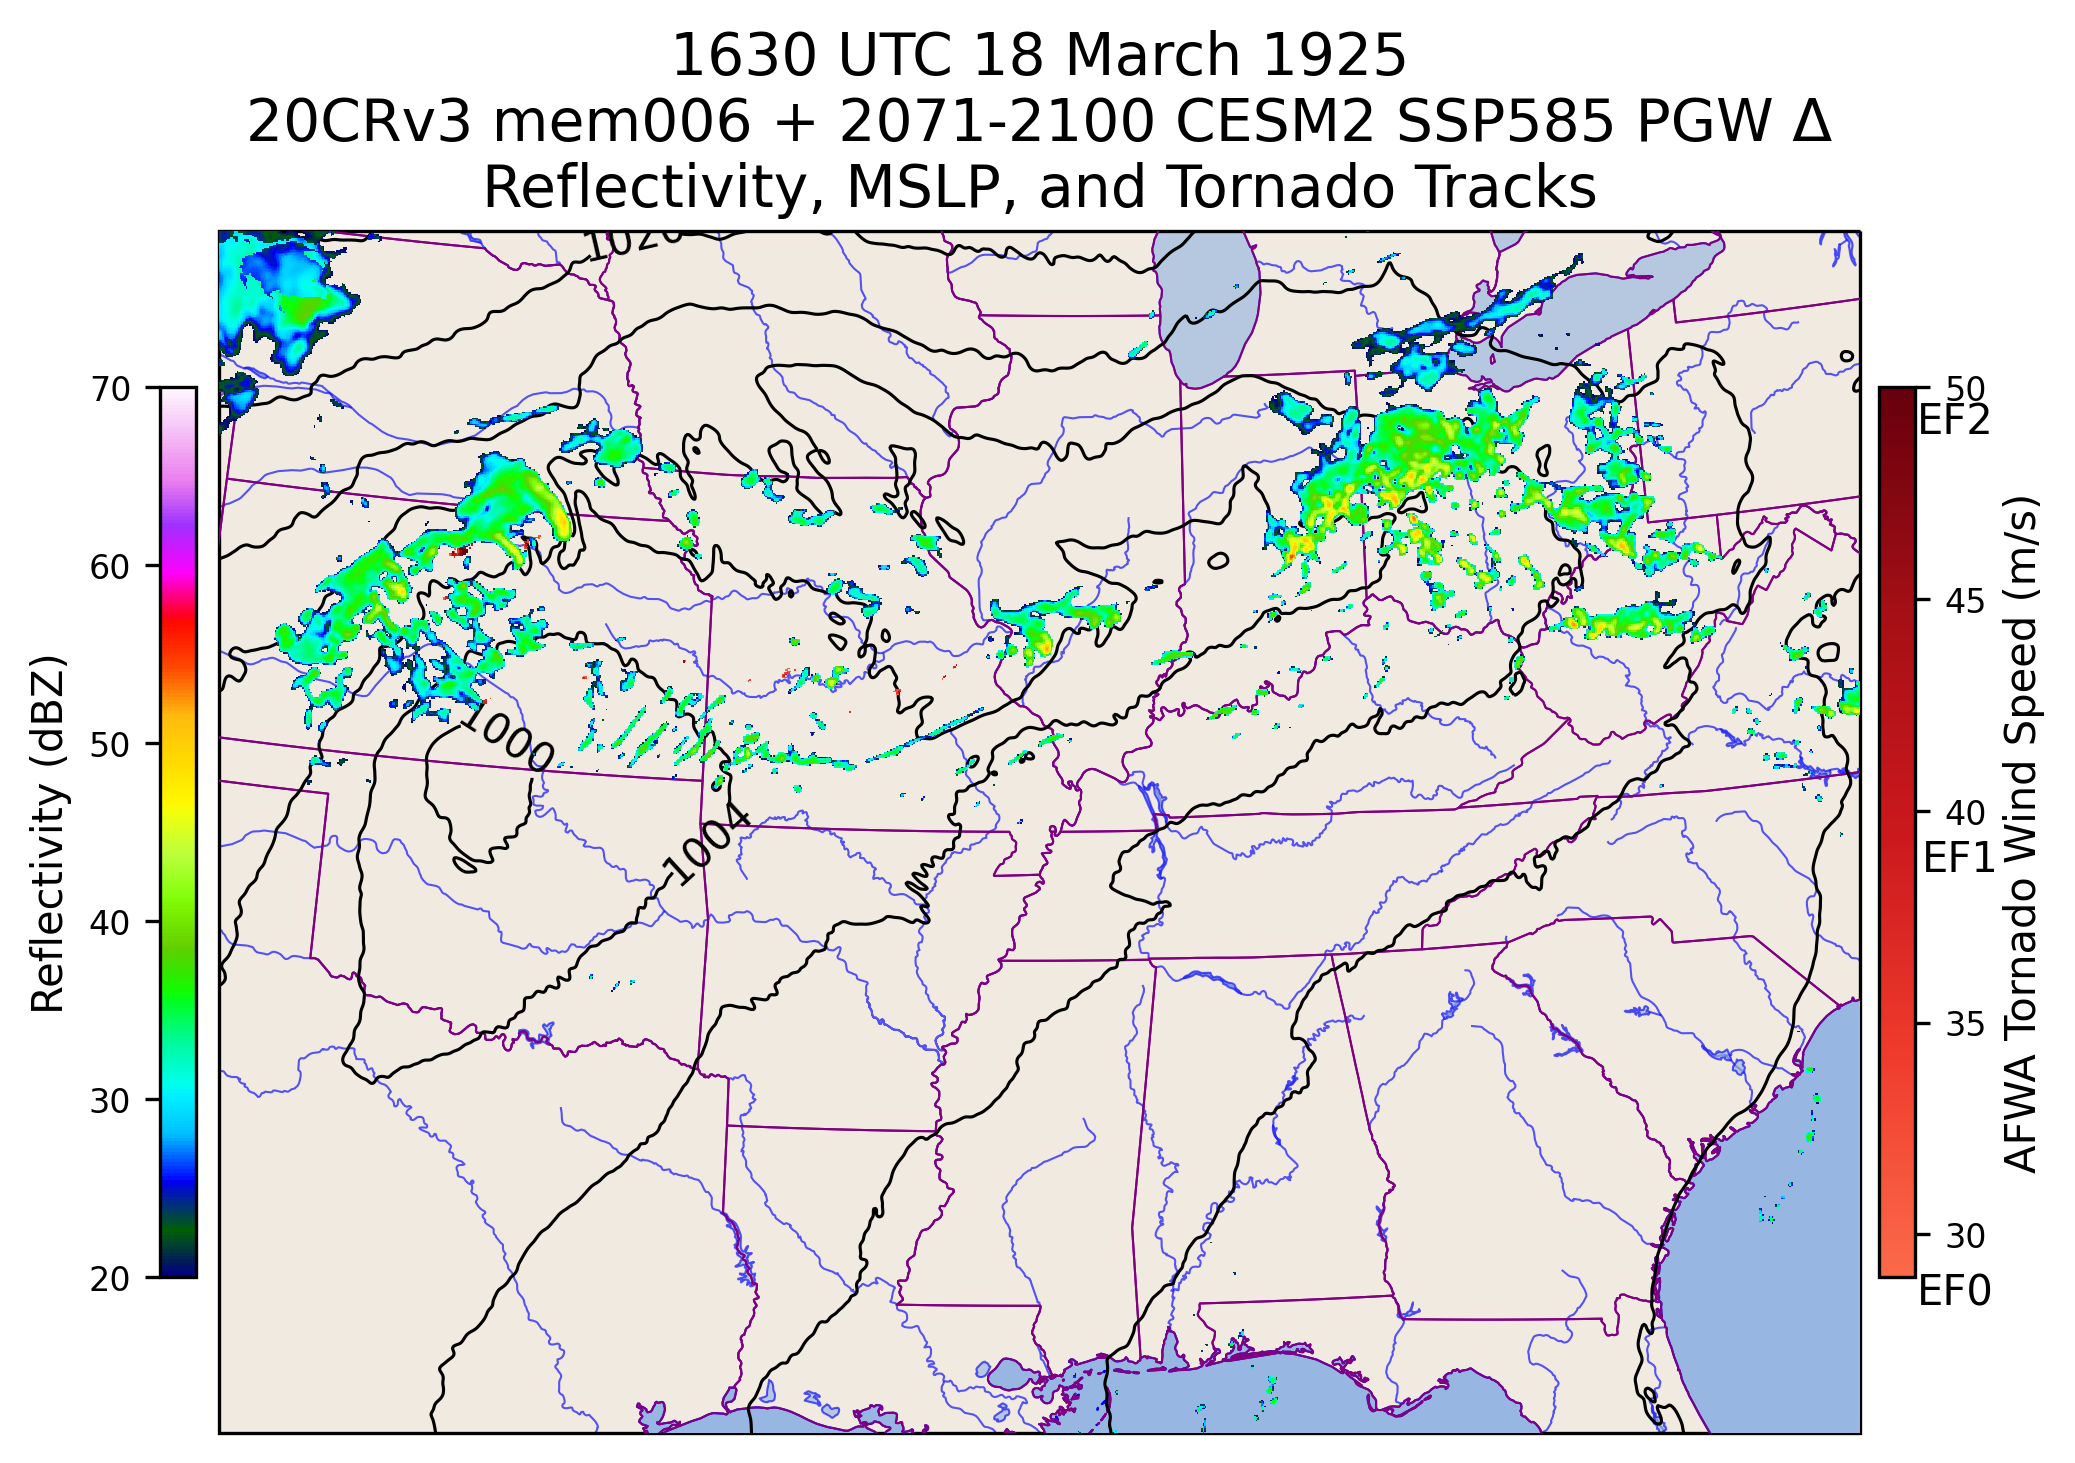 1630 UTC 18 March 1925
20CRv3 mem006 + 2071-2100 CESM2 SSP585 PGW Δ
Reflectivity, MSLP, and Tornado Tracks
1020
1000
1004
70
60
50
40
30
20
Reflectivity (dBZ)
50
EF2
45
40
EF1
35
30
EF0
AFWA Tornado Wind Speed (m/s)